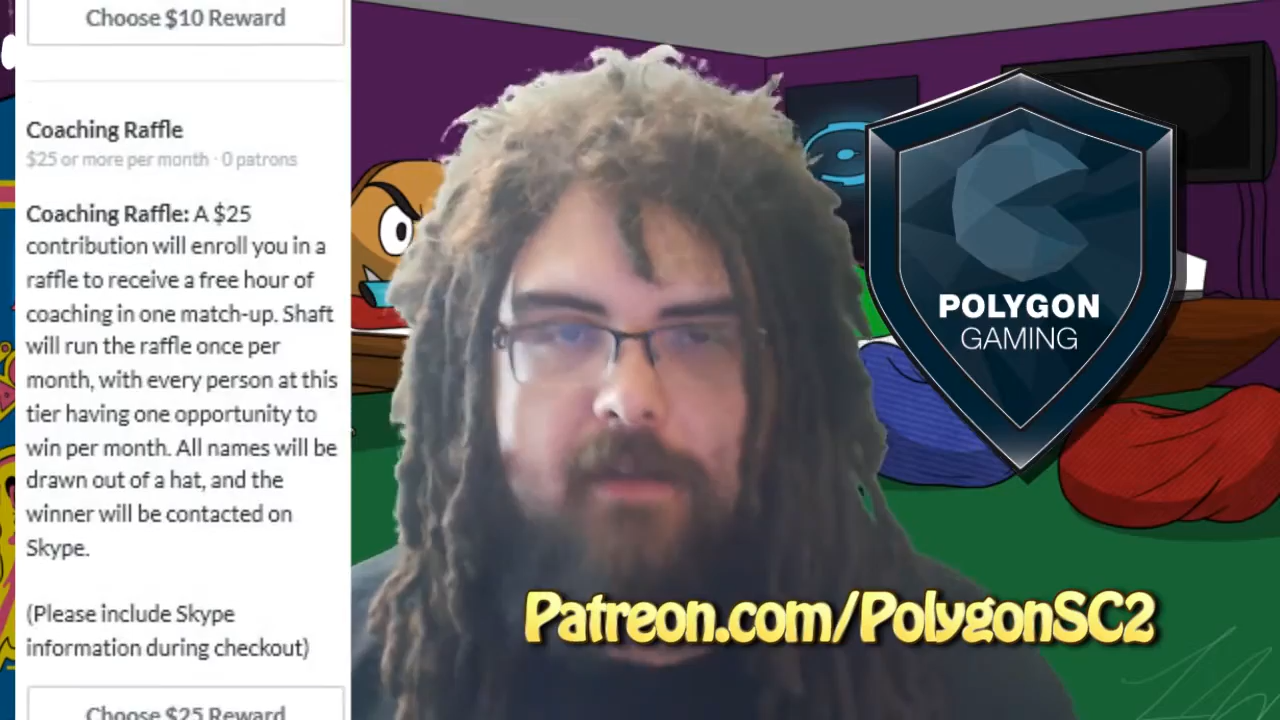 Choose $10 Reward
Coaching Raffle
$25 or more per month · 0 patrons
Coaching Raffle: A $25
contribution will enroll you in a
raffle to receive a free hour of
coaching in one match-up. Shaft
will run the raffle once per
month, with every person at this
tier having one opportunity to
win per month. All names will be
drawn out of a hat, and the
winner will be contacted on
Skype.
(Please include Skype
information during checkout)
Choose $25 Reward
POLYGON
GAMING
Patreon.com/PolygonSC2